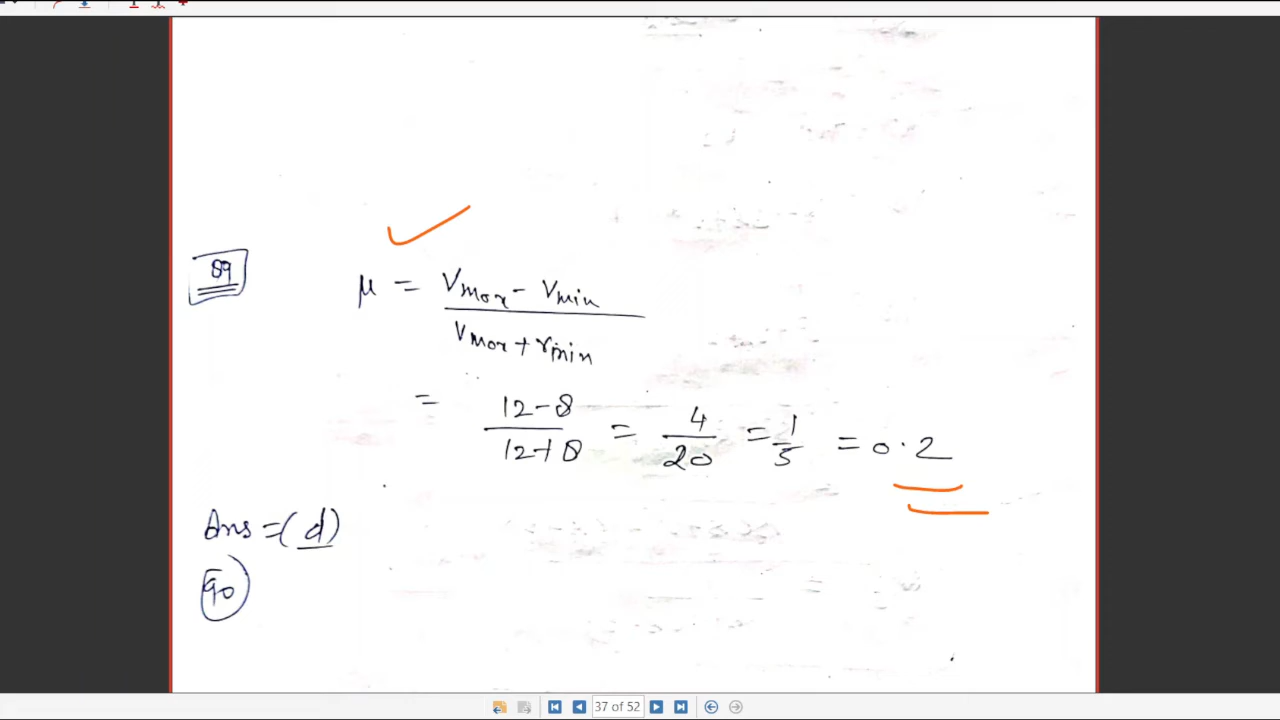 89
μ = Vmax - Vmin
Vmax + Vmin
= 12-8 = 4 = 1 = 0.2
12+8 20 5
Ans = (d)
90
37 of 52